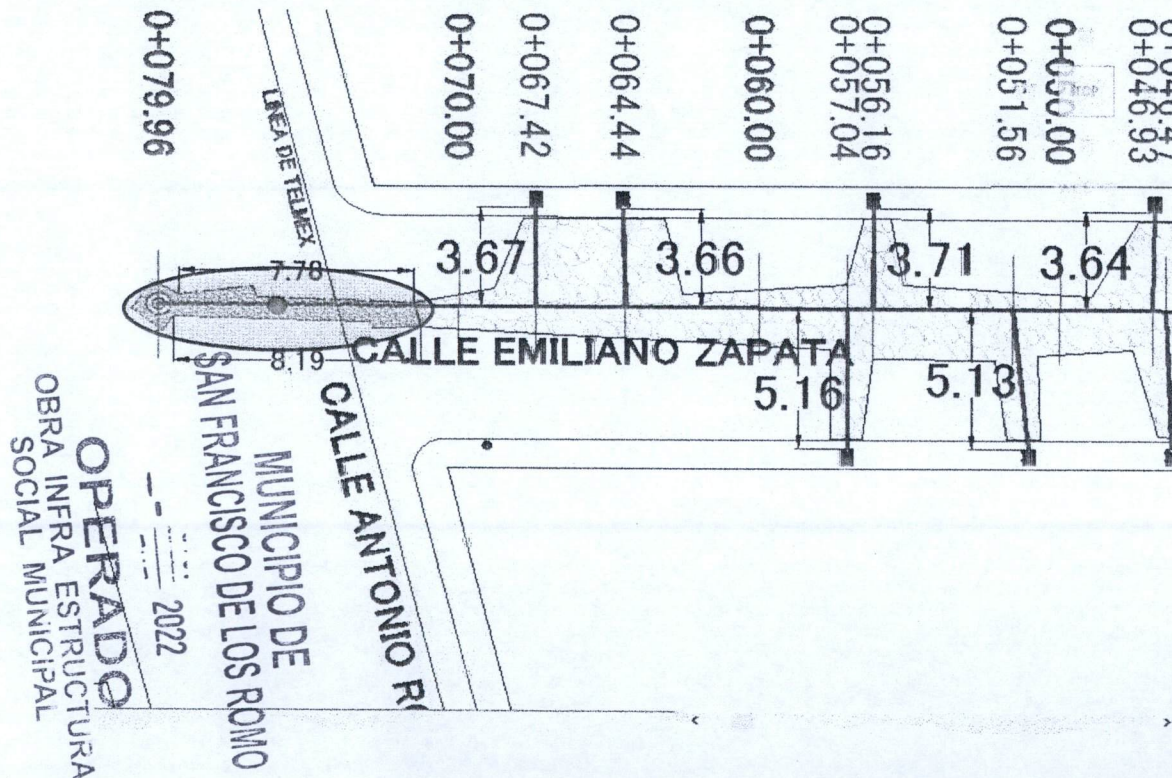 0+079.96
0+070.00
0+067.42
0+064.44
0+060.00
0+057.04
0+056.16
0+051.56
0+050.00
0+046.93
LINEA DE TELMEX
7.78
3.67
3.66
3.71
3.64
8.19
CALLE EMILIANO ZAPATA
5.16
5.13
CALLE ANTONIO R
MUNICIPIO DE
SAN FRANCISCO DE LOS ROMO
2022
OPERADO
OBRA INFRA ESTRUCTURA
SOCIAL MUNICIPAL